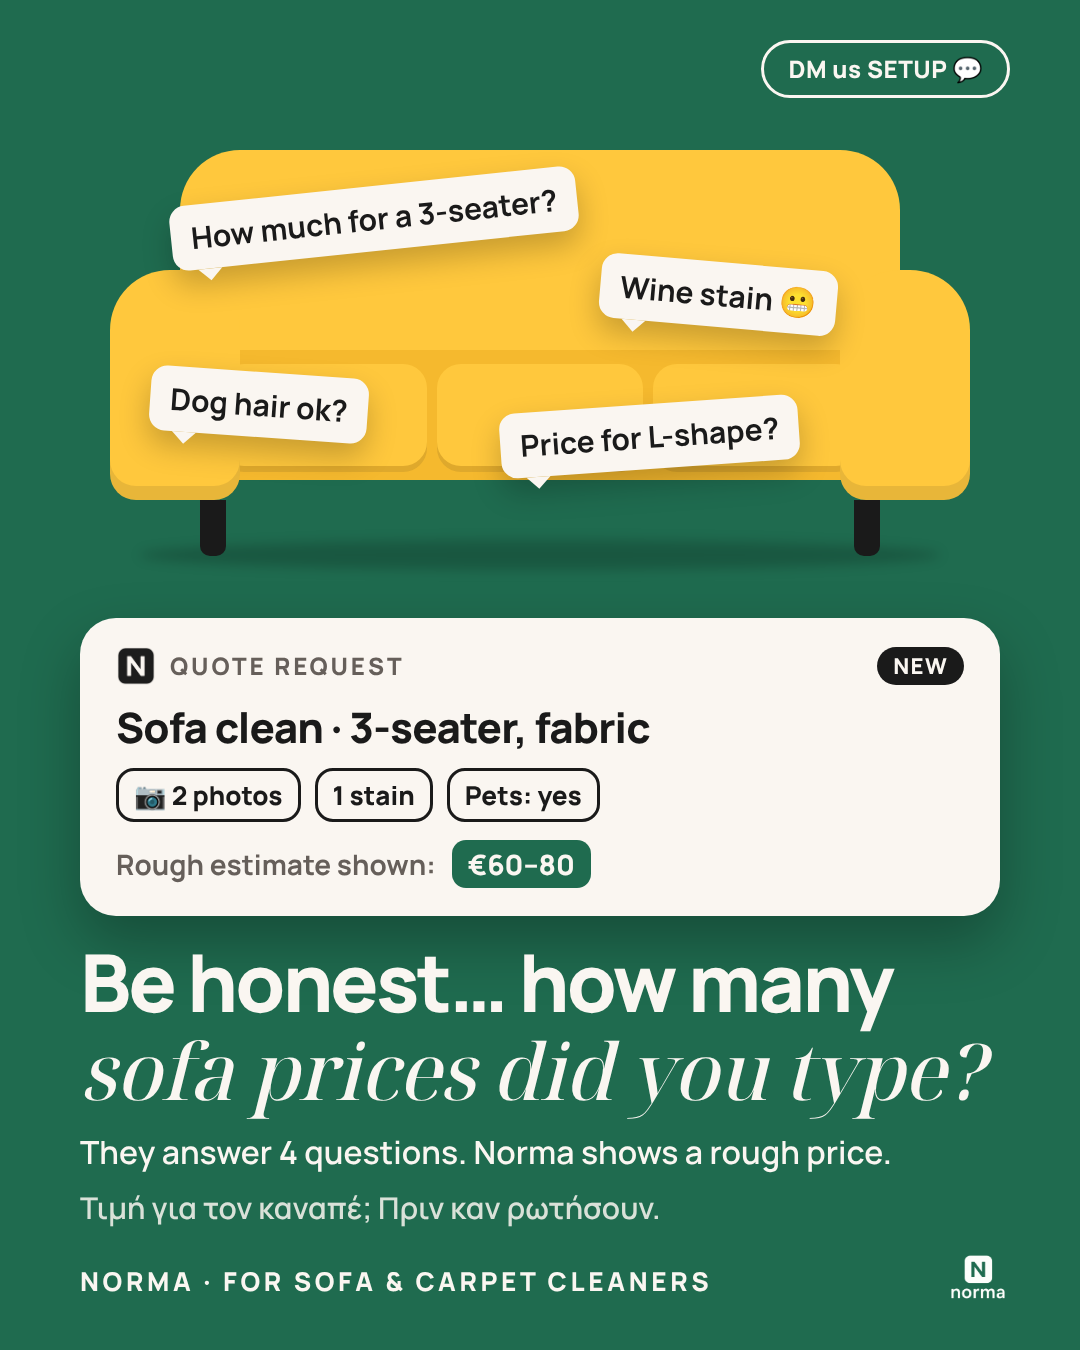 DM us SETUP 💬
How much for a 3-seater?
Wine stain 😬
Dog hair ok?
Price for L-shape?
N QUOTE REQUEST
NEW
Sofa clean · 3-seater, fabric
📷 2 photos
1 stain
Pets: yes
Rough estimate shown: €60–80
Be honest... how many
sofa prices did you type?
They answer 4 questions. Norma shows a rough price.
Τιμή για τον καναπέ; Πριν καν ρωτήσουν.
NORMA · FOR SOFA & CARPET CLEANERS
N
norma